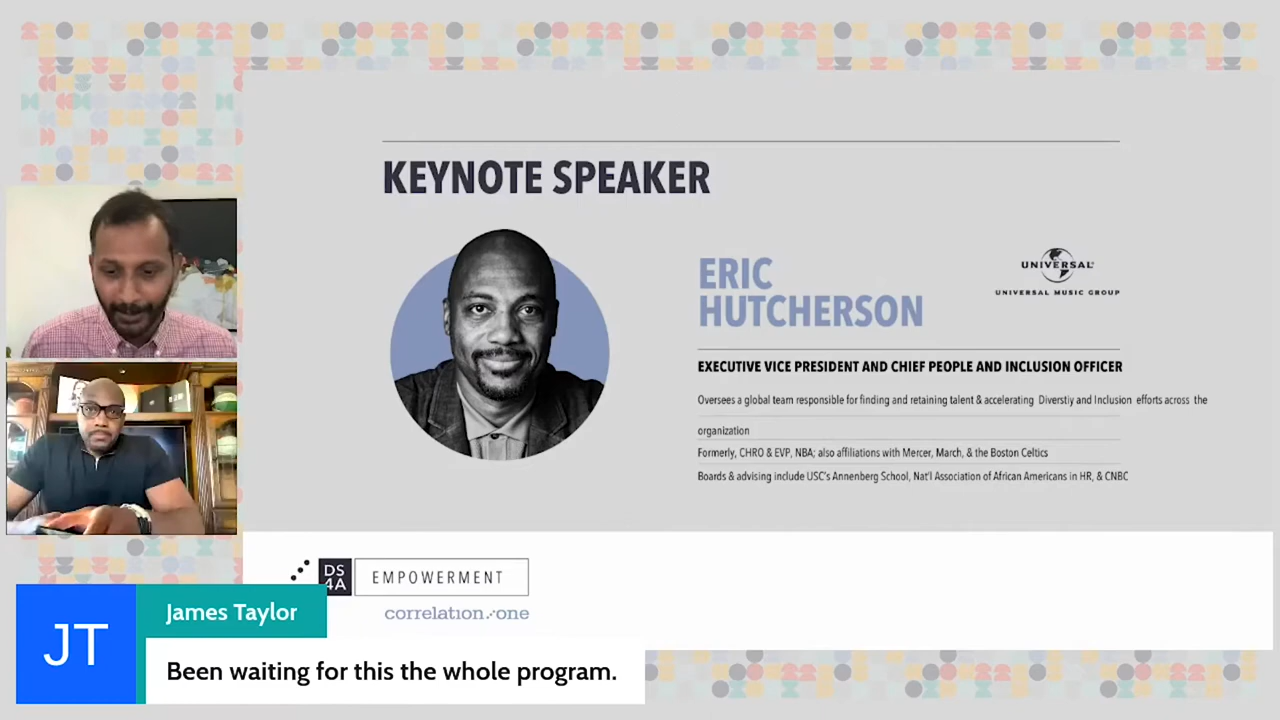 KEYNOTE SPEAKER
ERIC
HUTCHERSON
UNIVERSAL
UNIVERSAL MUSIC GROUP
EXECUTIVE VICE PRESIDENT AND CHIEF PEOPLE AND INCLUSION OFFICER
Oversees a global team responsible for finding and retaining talent & accelerating Diverstiy and Inclusion efforts across the
organization
Formerly, CHRO & EVP, NBA; also affiliations with Mercer, March, & the Boston Celtics
Boards & advising include USC's Annenberg School, Nat'l Association of African Americans in HR, & CNBC
DS
4A
EMPOWERMENT
correlation one
JT
James Taylor
Been waiting for this the whole program.